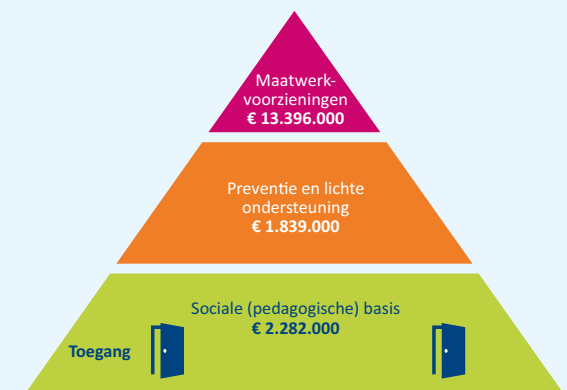 Maatwerk-
voorzieningen
€ 13.396.000
Preventie en lichte
ondersteuning
€ 1.839.000
Sociale (pedagogische) basis
€ 2.282.000
Toegang